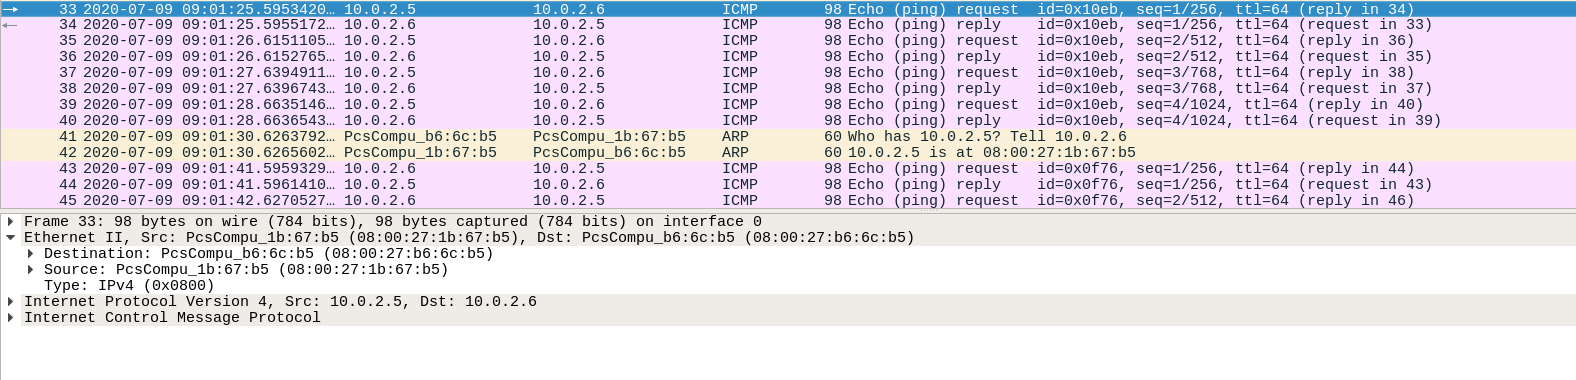 33 2020-07-09 09:01:25.5953420… 10.0.2.5 10.0.2.6 ICMP 98 Echo (ping) request id=0x10eb, seq=1/256, ttl=64 (reply in 34)
34 2020-07-09 09:01:25.5955172… 10.0.2.6 10.0.2.5 ICMP 98 Echo (ping) reply id=0x10eb, seq=1/256, ttl=64 (request in 33)
35 2020-07-09 09:01:26.6151105… 10.0.2.5 10.0.2.6 ICMP 98 Echo (ping) request id=0x10eb, seq=2/512, ttl=64 (reply in 36)
36 2020-07-09 09:01:26.6152765… 10.0.2.6 10.0.2.5 ICMP 98 Echo (ping) reply id=0x10eb, seq=2/512, ttl=64 (request in 35)
37 2020-07-09 09:01:27.6394911… 10.0.2.5 10.0.2.6 ICMP 98 Echo (ping) request id=0x10eb, seq=3/768, ttl=64 (reply in 38)
38 2020-07-09 09:01:27.6396743… 10.0.2.6 10.0.2.5 ICMP 98 Echo (ping) reply id=0x10eb, seq=3/768, ttl=64 (request in 37)
39 2020-07-09 09:01:28.6635146… 10.0.2.5 10.0.2.6 ICMP 98 Echo (ping) request id=0x10eb, seq=4/1024, ttl=64 (reply in 40)
40 2020-07-09 09:01:28.6636543… 10.0.2.6 10.0.2.5 ICMP 98 Echo (ping) reply id=0x10eb, seq=4/1024, ttl=64 (request in 39)
41 2020-07-09 09:01:30.6263792… PcsCompu_b6:6c:b5 PcsCompu_1b:67:b5 ARP 60 Who has 10.0.2.5? Tell 10.0.2.6
42 2020-07-09 09:01:30.6265602… PcsCompu_1b:67:b5 PcsCompu_b6:6c:b5 ARP 60 10.0.2.5 is at 08:00:27:1b:67:b5
43 2020-07-09 09:01:41.5959329… 10.0.2.6 10.0.2.5 ICMP 98 Echo (ping) request id=0x0f76, seq=1/256, ttl=64 (reply in 44)
44 2020-07-09 09:01:41.5961410… 10.0.2.5 10.0.2.6 ICMP 98 Echo (ping) reply id=0x0f76, seq=1/256, ttl=64 (request in 43)
45 2020-07-09 09:01:42.6270527… 10.0.2.6 10.0.2.5 ICMP 98 Echo (ping) request id=0x0f76, seq=2/512, ttl=64 (reply in 46)
Frame 33: 98 bytes on wire (784 bits), 98 bytes captured (784 bits) on interface 0
Ethernet II, Src: PcsCompu_1b:67:b5 (08:00:27:1b:67:b5), Dst: PcsCompu_b6:6c:b5 (08:00:27:b6:6c:b5)
Destination: PcsCompu_b6:6c:b5 (08:00:27:b6:6c:b5)
Source: PcsCompu_1b:67:b5 (08:00:27:1b:67:b5)
Type: IPv4 (0x0800)
Internet Protocol Version 4, Src: 10.0.2.5, Dst: 10.0.2.6
Internet Control Message Protocol